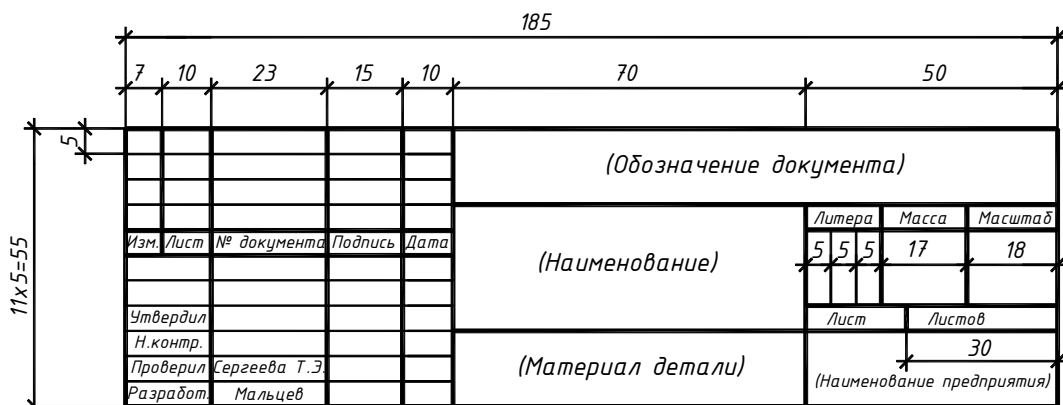 185
7 10 23 15 10 70 50
5
(Обозначение документа)
Литера Масса Масштаб
Изм. Лист № документа Подпись Дата
(Наименование)
5 5 5 17 18
11х5=55
Утвердил
Лист Листов
Н.контр.
30
Проверил Сергеева Т.Э.
(Материал детали)
(Наименование предприятия)
Разработ. Мальцев